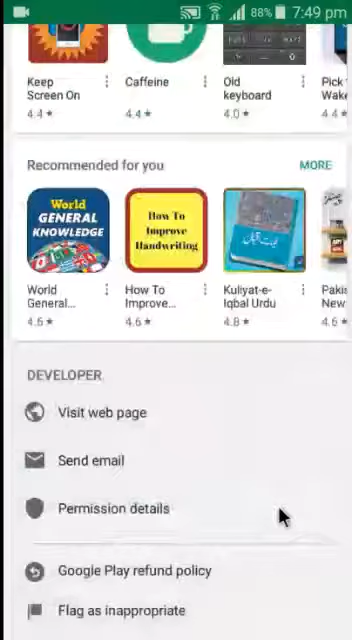 88% 7:49 pm
Keep Screen On
Caffeine
Old keyboard
Pick
Wake
4.4 ★
4.4 ★
4.0 ★
4.4 ★
Recommended for you
MORE
World
GENERAL
KNOWLEDGE
How To
Improve
Handwriting
World General...
How To Improve...
Kuliyat-e-Iqbal Urdu
Pakis
New
4.6 ★
4.6 ★
4.8 ★
4.6 ★
DEVELOPER
Visit web page
Send email
Permission details
Google Play refund policy
Flag as inappropriate